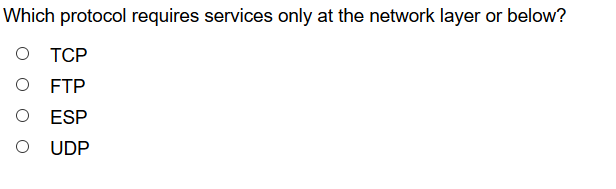 Which protocol requires services only at the network layer or below?
TCP
FTP
ESP
UDP